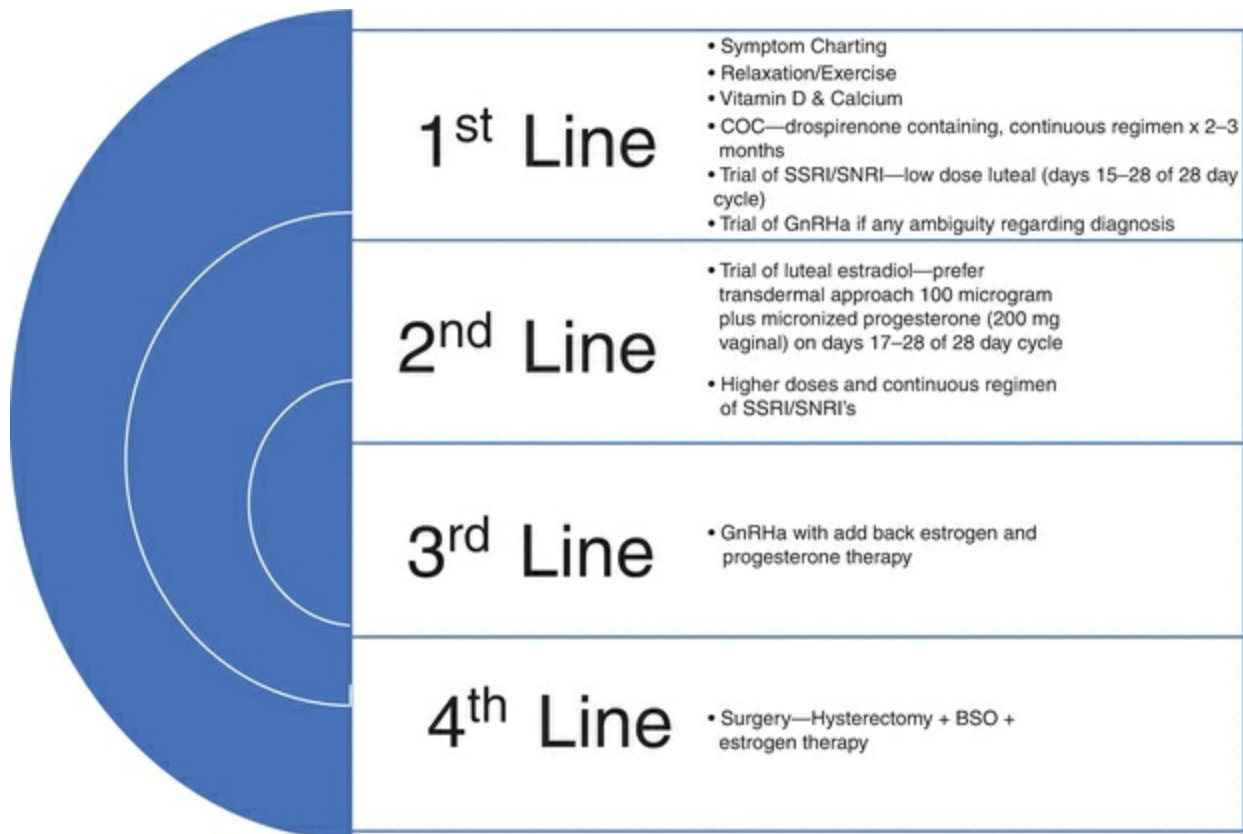 1st Line
• Symptom Charting
• Relaxation/Exercise
• Vitamin D & Calcium
• COC—drospirenone containing, continuous regimen x 2–3
months
• Trial of SSRI/SNRI—low dose luteal (days 15–28 of 28 day
cycle)
• Trial of GnRHa if any ambiguity regarding diagnosis
2nd Line
• Trial of luteal estradiol—prefer
transdermal approach 100 microgram
plus micronized progesterone (200 mg
vaginal) on days 17–28 of 28 day cycle
• Higher doses and continuous regimen
of SSRI/SNRI's
3rd Line
• GnRHa with add back estrogen and
progesterone therapy
4th Line
• Surgery—Hysterectomy + BSO +
estrogen therapy